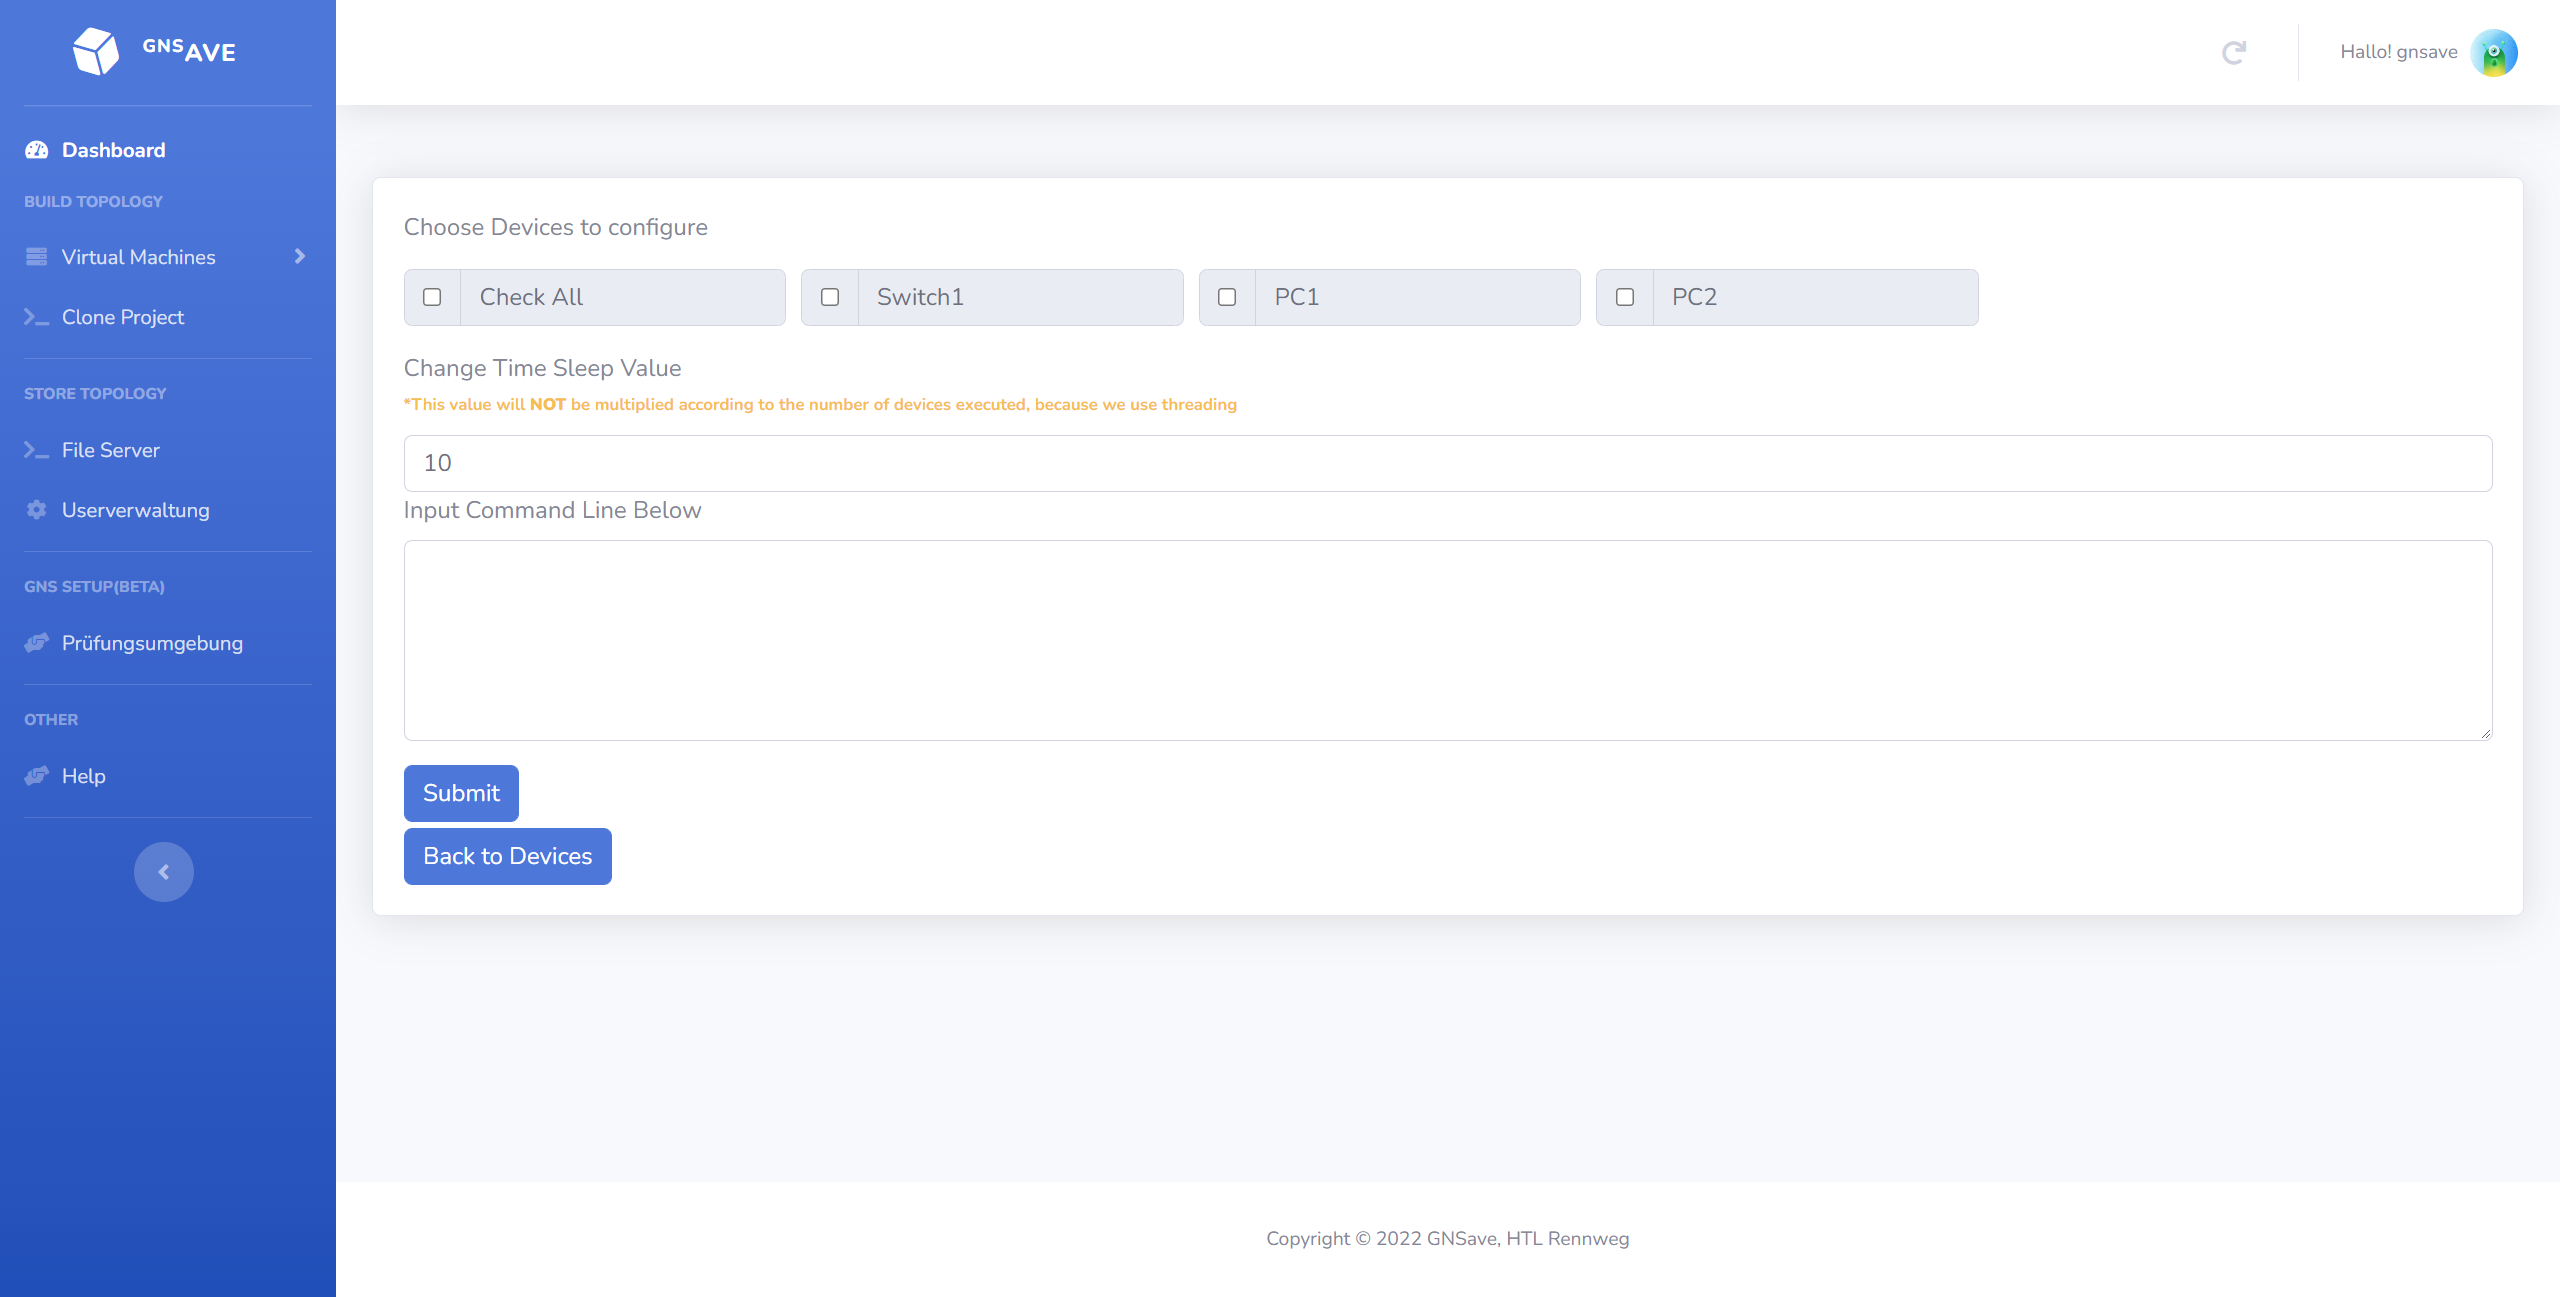 GNSAVE
Hallo! gnsave
Dashboard
BUILD TOPOLOGY
Virtual Machines
Clone Project
STORE TOPOLOGY
File Server
Userverwaltung
GNS SETUP(BETA)
Prüfungsumgebung
OTHER
Help
Choose Devices to configure
Check All
Switch1
PC1
PC2
Change Time Sleep Value
*This value will NOT be multiplied according to the number of devices executed, because we use threading
10
Input Command Line Below
Submit
Back to Devices
Copyright © 2022 GNSave, HTL Rennweg